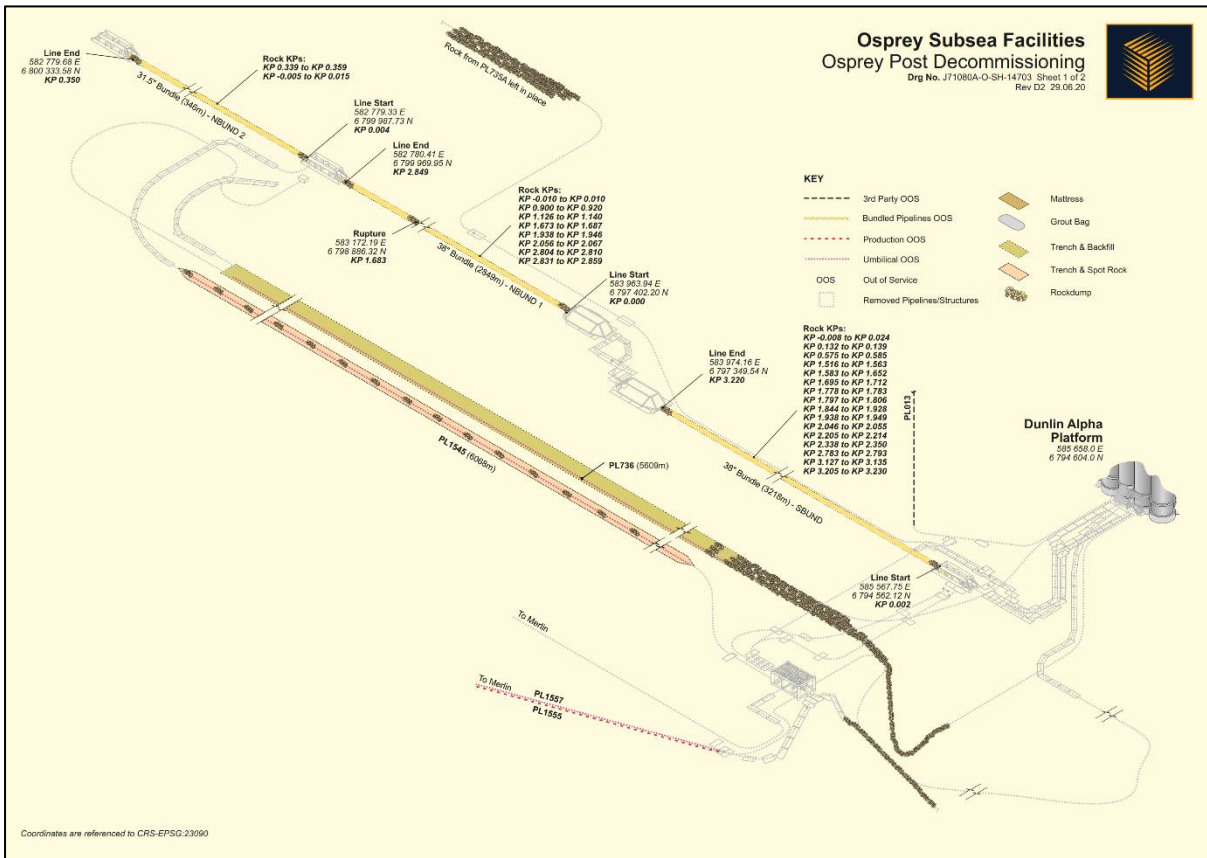 Osprey Subsea Facilities
Osprey Post Decommissioning
Drg No. J71080A-O-SH-14703 Sheet 1 of 2
Rev D2 29.06.20
Line End
582 779.68 E
6 800 333.58 N
KP 0.350
Rock KPs:
KP 0.339 to KP 0.359
KP -0.005 to KP 0.015
31.5" Bundle (346m) - NBUND 2
Rock from PL735A left in place
Line Start
582 779.33 E
6 799 987.73 N
KP 0.004
Line End
582 780.41 E
6 799 969.95 N
KP 2.849
Rock KPs:
KP -0.010 to KP 0.010
KP 0.900 to KP 0.920
KP 1.126 to KP 1.140
KP 1.673 to KP 1.687
KP 1.938 to KP 1.946
KP 2.056 to KP 2.067
KP 2.804 to KP 2.810
KP 2.831 to KP 2.859
Rupture
583 172.19 E
6 798 886.32 N
KP 1.683
38" Bundle (2849m) - NBUND 1
Line Start
583 963.94 E
6 797 402.20 N
KP 0.000
KEY
3rd Party OOS
Bundled Pipelines OOS
Production OOS
Umbilical OOS
OOS Out of Service
Removed Pipelines/Structures
Mattress
Grout Bag
Trench & Backfill
Trench & Spot Rock
Rockdump
Line End
583 974.16 E
6 797 349.54 N
KP 3.220
Rock KPs:
KP -0.008 to KP 0.024
KP 0.132 to KP 0.139
KP 0.575 to KP 0.585
KP 1.516 to KP 1.563
KP 1.583 to KP 1.652
KP 1.695 to KP 1.712
KP 1.778 to KP 1.783
KP 1.797 to KP 1.806
KP 1.844 to KP 1.928
KP 1.938 to KP 1.949
KP 2.046 to KP 2.055
KP 2.205 to KP 2.214
KP 2.338 to KP 2.350
KP 2.783 to KP 2.793
KP 3.127 to KP 3.135
KP 3.205 to KP 3.230
PL013
Dunlin Alpha
Platform
585 658.0 E
6 794 604.0 N
PL1545 (6088m)
PL736 (5609m)
38" Bundle (3218m) - SBUND
Line Start
585 567.75 E
6 794 562.12 N
KP 0.002
To Merlin
To Merlin
PL1557
PL1555
Coordinates are referenced to CRS-EPSG:23090